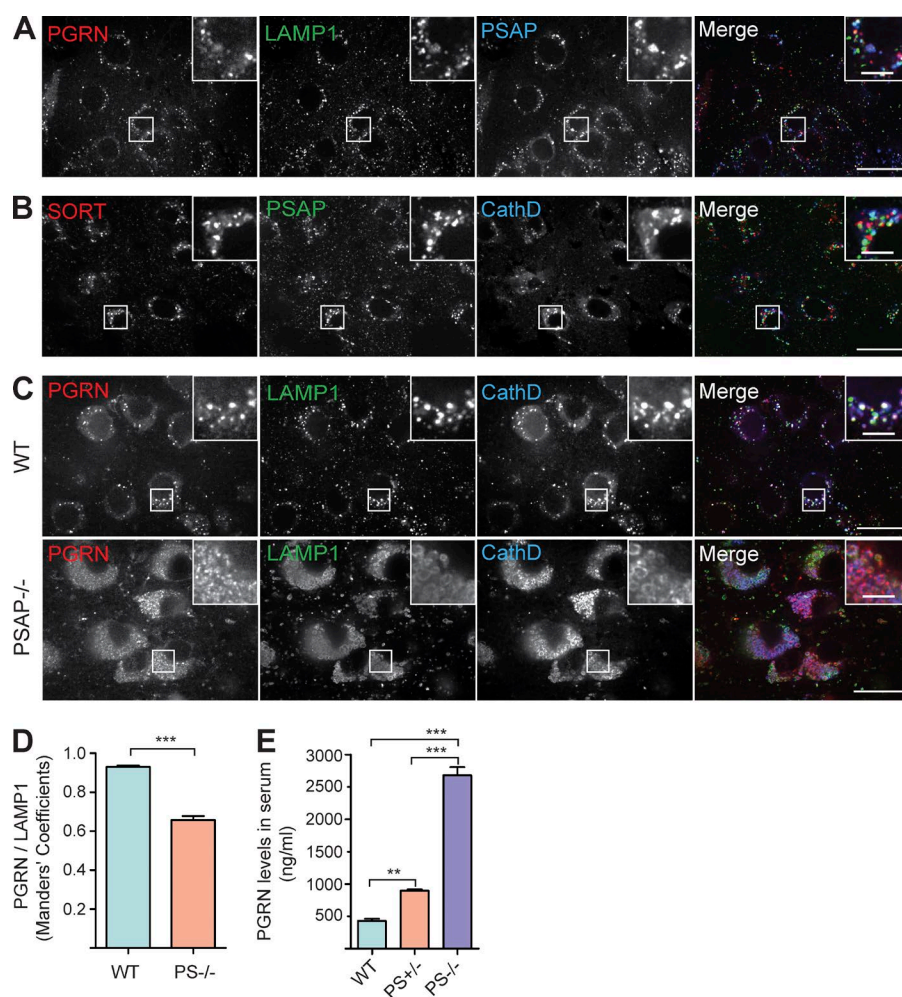 A PGRN LAMP1 PSAP Merge
B SORT PSAP CathD Merge
C PGRN LAMP1 CathD Merge
WT
PGRN LAMP1 CathD Merge
PSAP-/-
D
***
PGRN / LAMP1
(Manders' Coefficients)
1.0
0.8
0.6
0.4
0.2
WT PS-/-
E
***
***
**
PGRN levels in serum
(ng/ml)
3000
2500
2000
1500
1000
500
WT PS+/- PS-/-